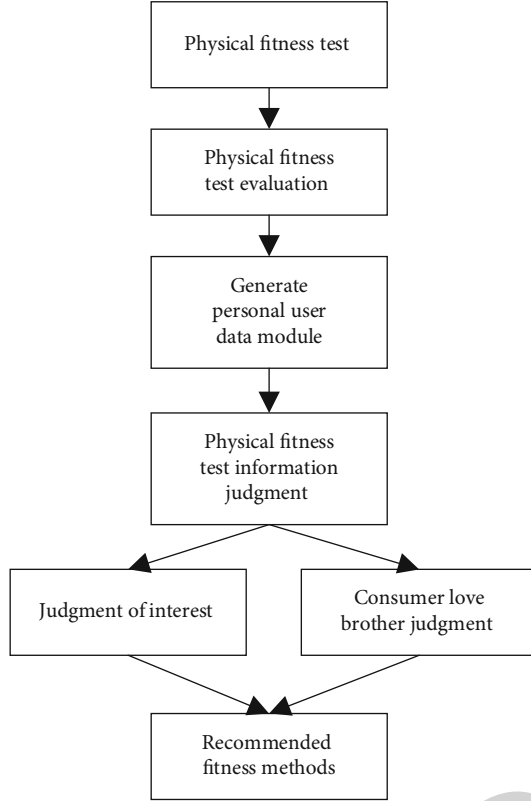 Physical fitness test
Physical fitness
test evaluation
Generate
personal user
data module
Physical fitness
test information
judgment
Judgment of interest
Consumer love
brother judgment
Recommended
fitness methods